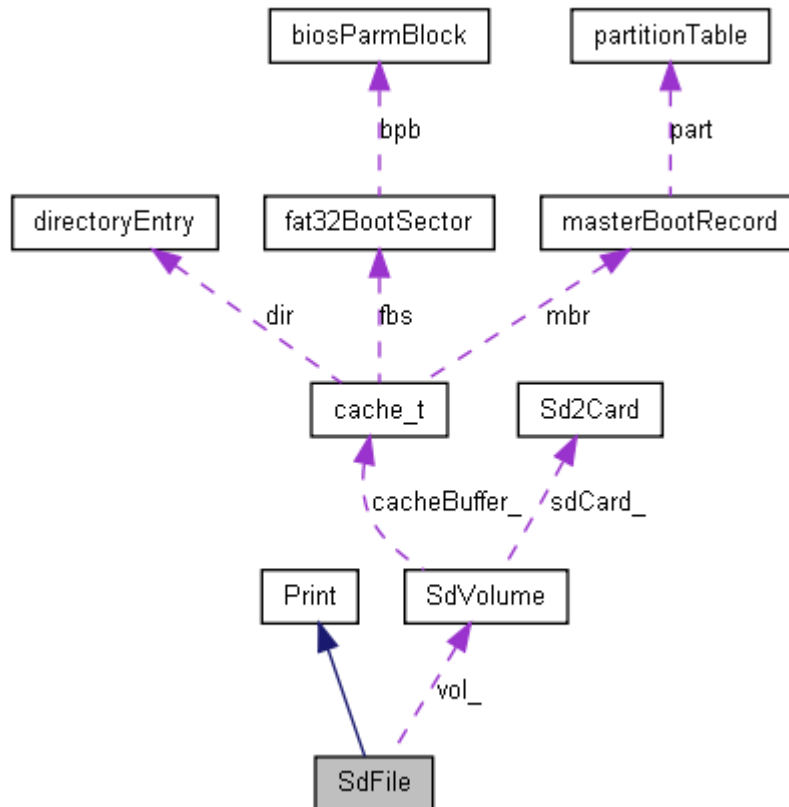 biosParmBlock
partitionTable
bpb
part
directoryEntry
fat32BootSector
masterBootRecord
dir
fbs
mbr
cache_t
Sd2Card
cacheBuffer_
sdCard_
Print
SdVolume
vol_
SdFile